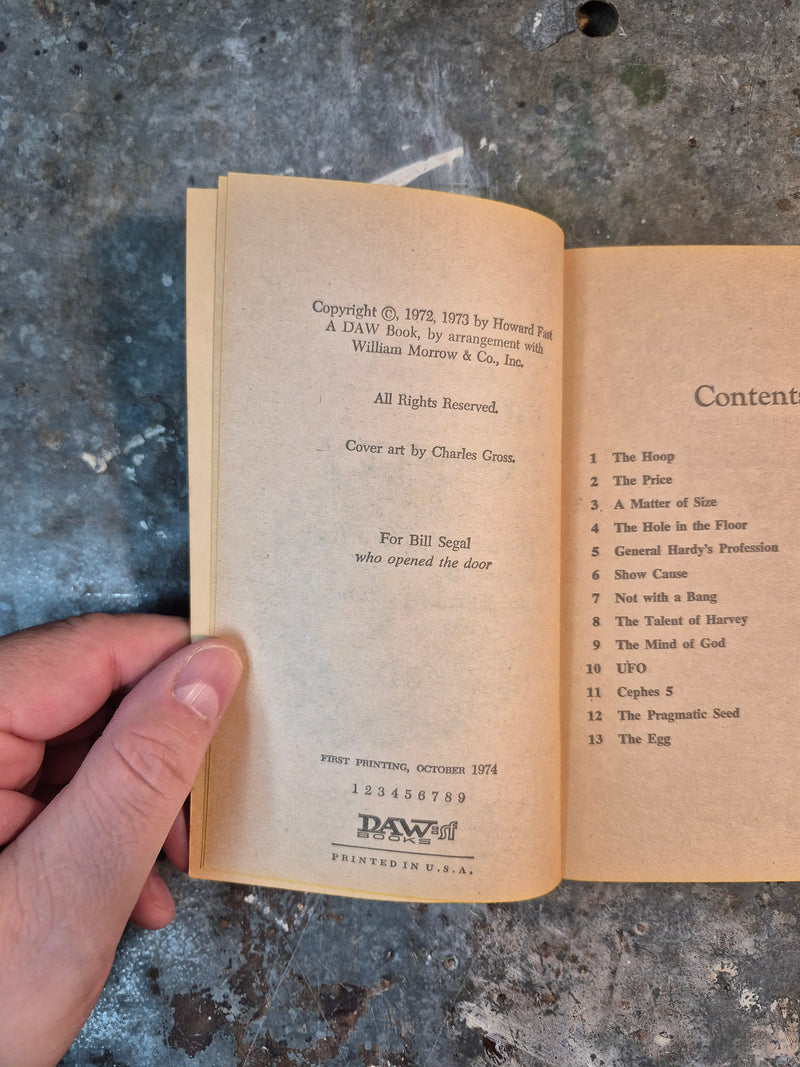 Copyright ©, 1972, 1973 by Howard Fast
A DAW Book, by arrangement with
William Morrow & Co., Inc.
All Rights Reserved.
Cover art by Charles Gross.
For Bill Segal
who opened the door
FIRST PRINTING, OCTOBER 1974
1 2 3 4 5 6 7 8 9
DAW sf
BOOKS
PRINTED IN U.S.A.
Contents
1 The Hoop
2 The Price
3 A Matter of Size
4 The Hole in the Floor
5 General Hardy's Profession
6 Show Cause
7 Not with a Bang
8 The Talent of Harvey
9 The Mind of God
10 UFO
11 Cephes 5
12 The Pragmatic Seed
13 The Egg